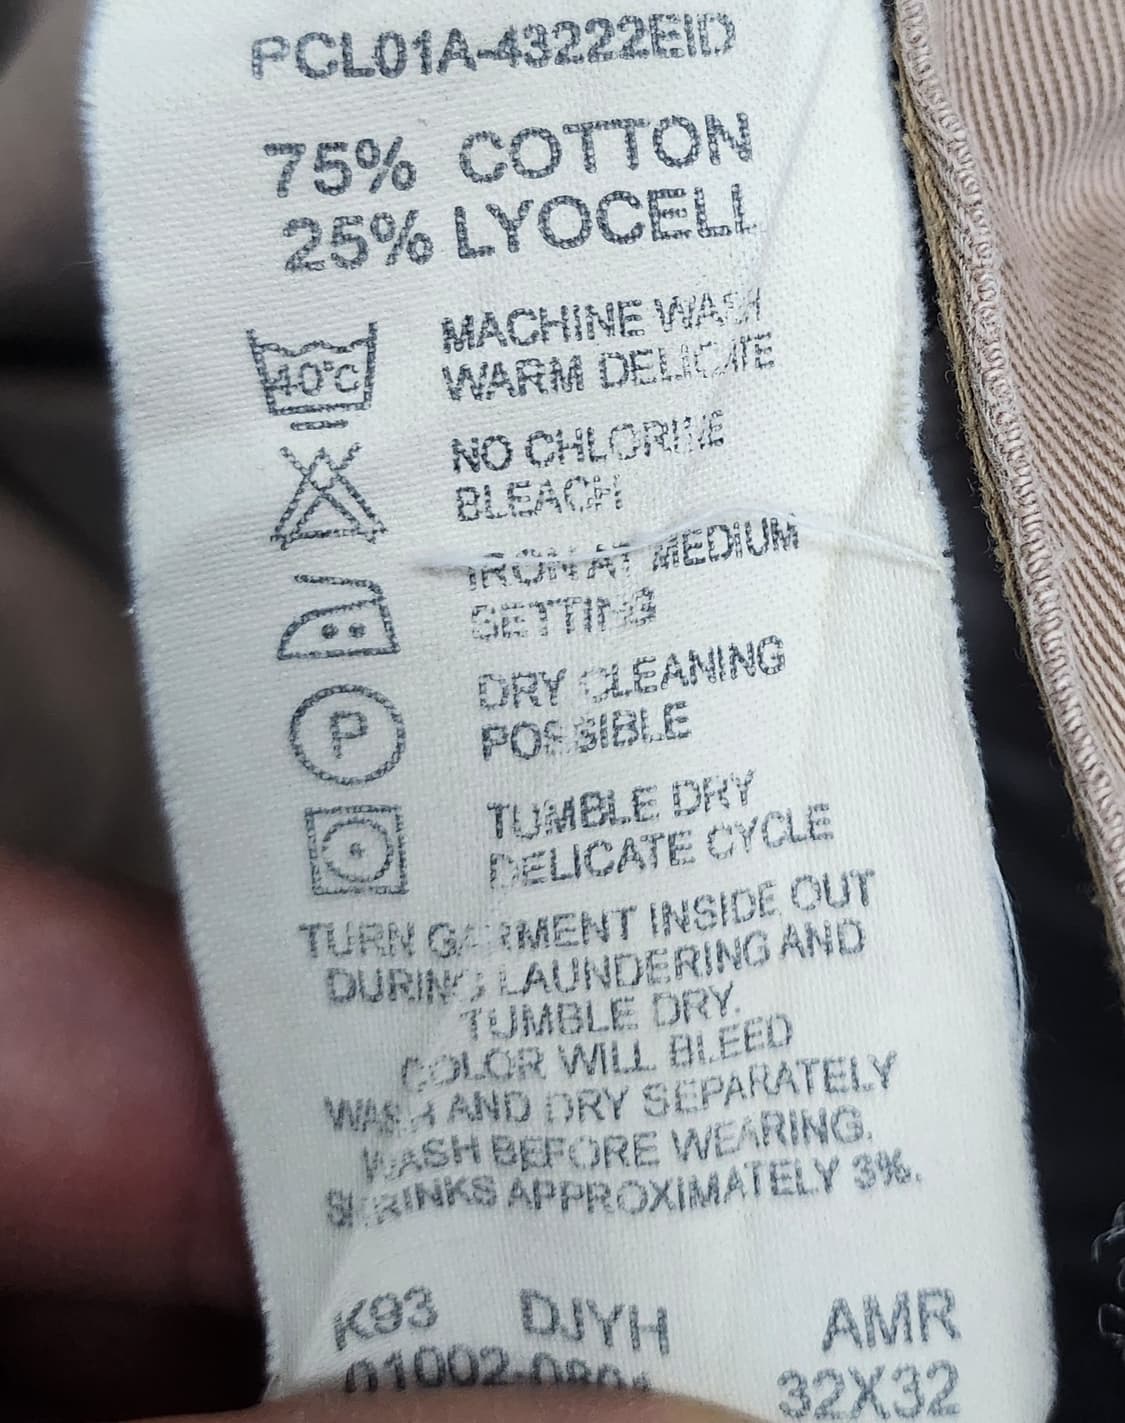 PCL01A-43222EID
75% COTTON
25% LYOCELL
40°C
MACHINE WASH
WARM DELICATE
NO CHLORINE
BLEACH
IRON AT MEDIUM
SETTING
P
DRY CLEANING
POSSIBLE
TUMBLE DRY
DELICATE CYCLE
TURN GARMENT INSIDE OUT
DURING LAUNDERING AND
TUMBLE DRY.
COLOR WILL BLEED
WASH AND DRY SEPARATELY
WASH BEFORE WEARING.
SHRINKS APPROXIMATELY 3%.
K93 DJYH AMR
32X32